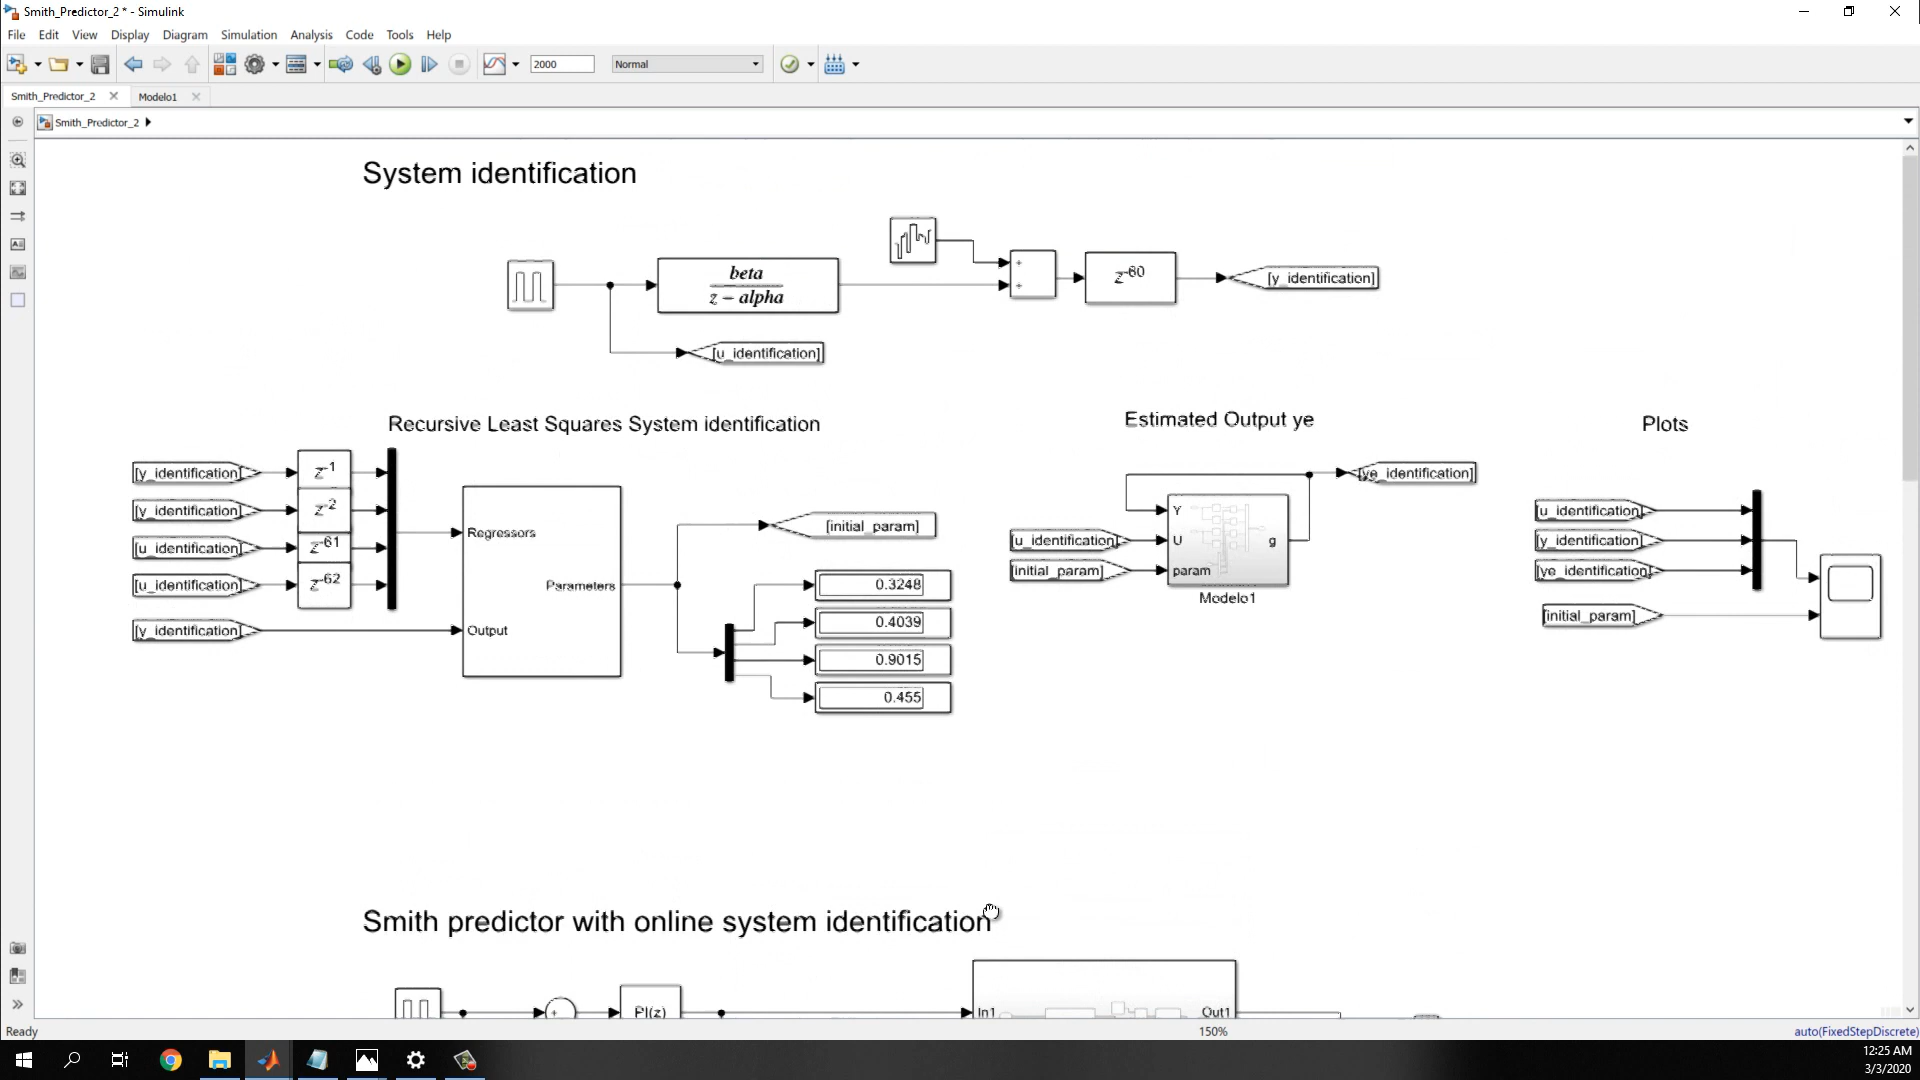 Smith_Predictor_2 * - Simulink
File Edit View Display Diagram Simulation Analysis Code Tools Help
2000 Normal
Smith_Predictor_2 Modelo1
Smith_Predictor_2
System identification
beta
z – alpha
z-60
[y_identification]
[u_identification]
Recursive Least Squares System identification
Estimated Output ye
Plots
[y_identification]
z-1
[y_identification]
z-2
[u_identification]
z-61
[u_identification]
z-62
[y_identification]
Regressors
Parameters
Output
[initial_param]
0.3248
0.4039
0.9015
0.455
[ye_identification]
[u_identification]
[initial_param]
Y
U
param
g
Modelo1
[u_identification]
[y_identification]
[ye_identification]
[initial_param]
Smith predictor with online system identification
PI(z)
In1
Out1
Ready
150%
auto(FixedStepDiscrete)
12:25 AM
3/3/2020